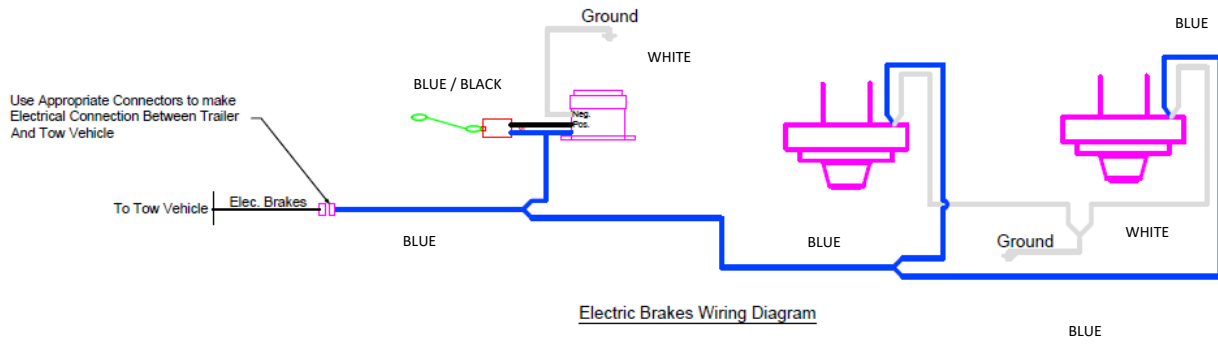 Ground
BLUE
WHITE
BLUE / BLACK
Use Appropriate Connectors to make
Electrical Connection Between Trailer
And Tow Vehicle
Neg.
Pos.
To Tow Vehicle
Elec. Brakes
BLUE
BLUE
Ground
WHITE
Electric Brakes Wiring Diagram
BLUE